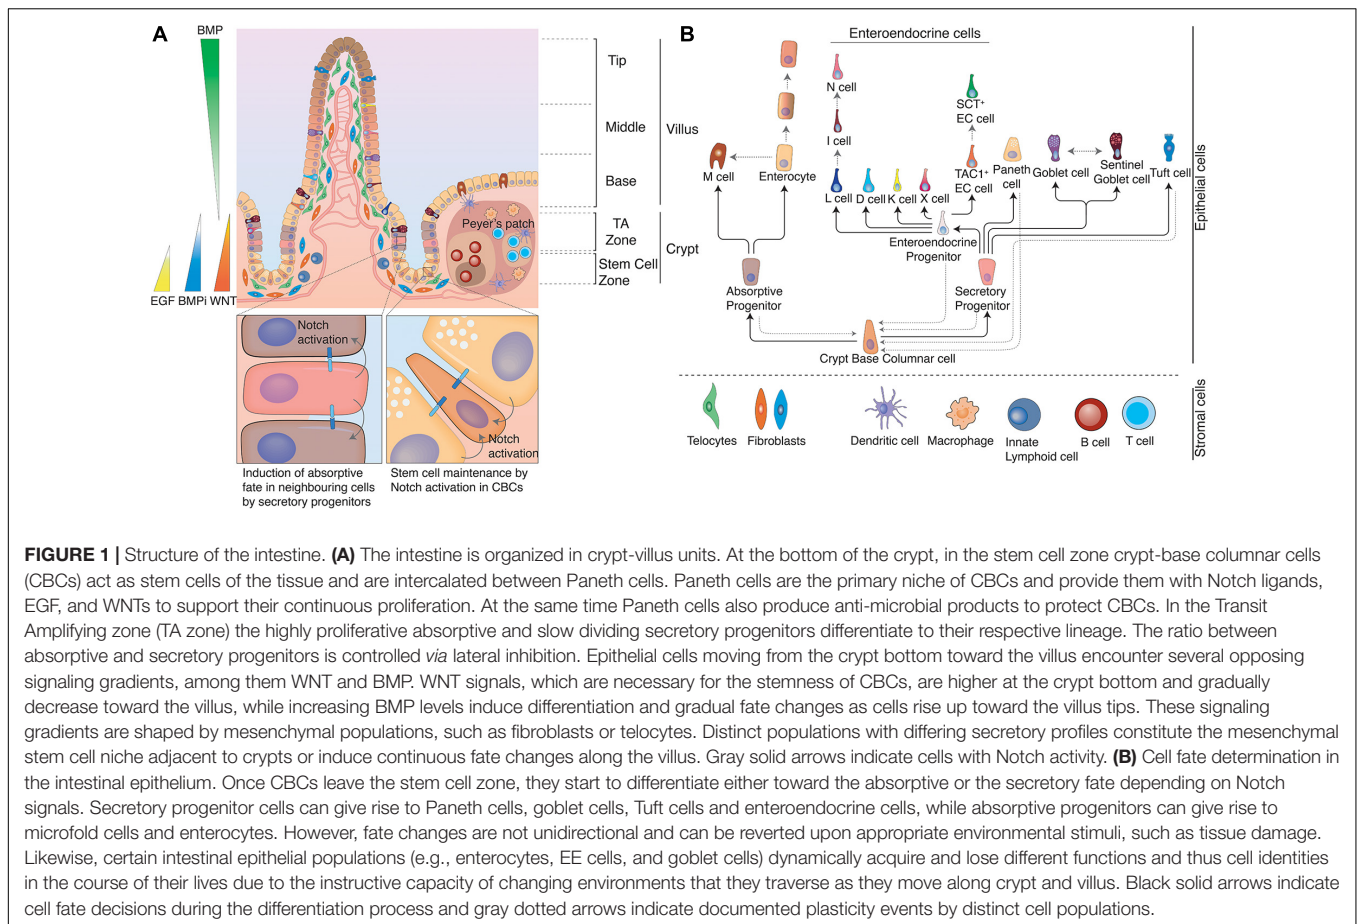 A
BMP
Tip
Middle
Base
Villus
TA
Zone
Stem Cell
Zone
Crypt
Peyer's patch
EGF
BMPi
WNT
Notch
activation
Notch
activation
Induction of absorptive
fate in neighbouring cells
by secretory progenitors
Stem cell maintenance by
Notch activation in CBCs
B
Enteroendocrine cells
N cell
I cell
SCT+
EC cell
M cell
Enterocyte
L cell
D cell
K cell
X cell
TAC1+
EC cell
Paneth
cell
Goblet cell
Sentinel
Goblet cell
Tuft cell
Enteroendocrine
Progenitor
Absorptive
Progenitor
Secretory
Progenitor
Crypt Base Columnar cell
Epithelial cells
Telocytes
Fibroblasts
Dendritic cell
Macrophage
Innate
Lymphoid cell
B cell
T cell
Stromal cells
FIGURE 1 | Structure of the intestine. (A) The intestine is organized in crypt-villus units. At the bottom of the crypt, in the stem cell zone crypt-base columnar cells
(CBCs) act as stem cells of the tissue and are intercalated between Paneth cells. Paneth cells are the primary niche of CBCs and provide them with Notch ligands,
EGF, and WNTs to support their continuous proliferation. At the same time Paneth cells also produce anti-microbial products to protect CBCs. In the Transit
Amplifying zone (TA zone) the highly proliferative absorptive and slow dividing secretory progenitors differentiate to their respective lineage. The ratio between
absorptive and secretory progenitors is controlled via lateral inhibition. Epithelial cells moving from the crypt bottom toward the villus encounter several opposing
signaling gradients, among them WNT and BMP. WNT signals, which are necessary for the stemness of CBCs, are higher at the crypt bottom and gradually
decrease toward the villus, while increasing BMP levels induce differentiation and gradual fate changes as cells rise up toward the villus tips. These signaling
gradients are shaped by mesenchymal populations, such as fibroblasts or telocytes. Distinct populations with differing secretory profiles constitute the mesenchymal
stem cell niche adjacent to crypts or induce continuous fate changes along the villus. Gray solid arrows indicate cells with Notch activity. (B) Cell fate determination in
the intestinal epithelium. Once CBCs leave the stem cell zone, they start to differentiate either toward the absorptive or the secretory fate depending on Notch
signals. Secretory progenitor cells can give rise to Paneth cells, goblet cells, Tuft cells and enteroendocrine cells, while absorptive progenitors can give rise to
microfold cells and enterocytes. However, fate changes are not unidirectional and can be reverted upon appropriate environmental stimuli, such as tissue damage.
Likewise, certain intestinal epithelial populations (e.g., enterocytes, EE cells, and goblet cells) dynamically acquire and lose different functions and thus cell identities
in the course of their lives due to the instructive capacity of changing environments that they traverse as they move along crypt and villus. Black solid arrows indicate
cell fate decisions during the differentiation process and gray dotted arrows indicate documented plasticity events by distinct cell populations.